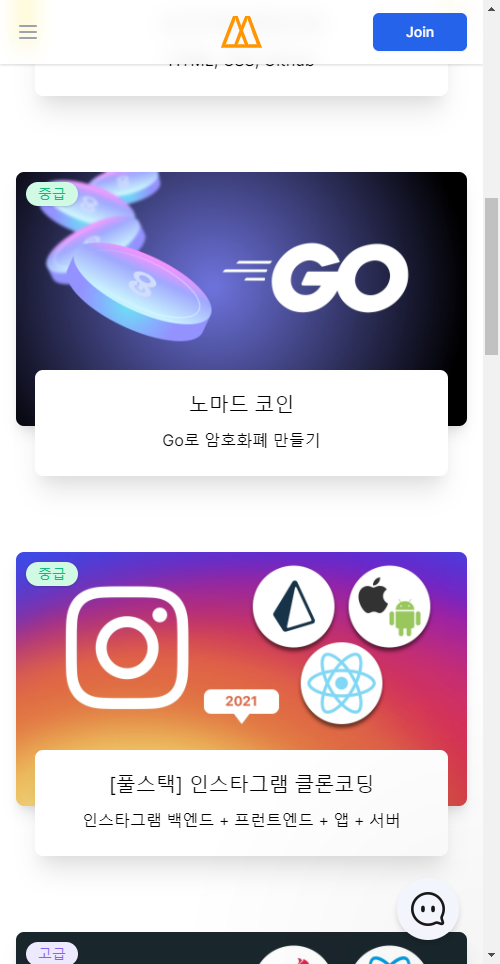 Join
HTML, CSS, Github
중급
GO
노마드 코인
Go로 암호화폐 만들기
중급
2021
[풀스택] 인스타그램 클론코딩
인스타그램 백엔드 + 프런트엔드 + 앱 + 서버
고급